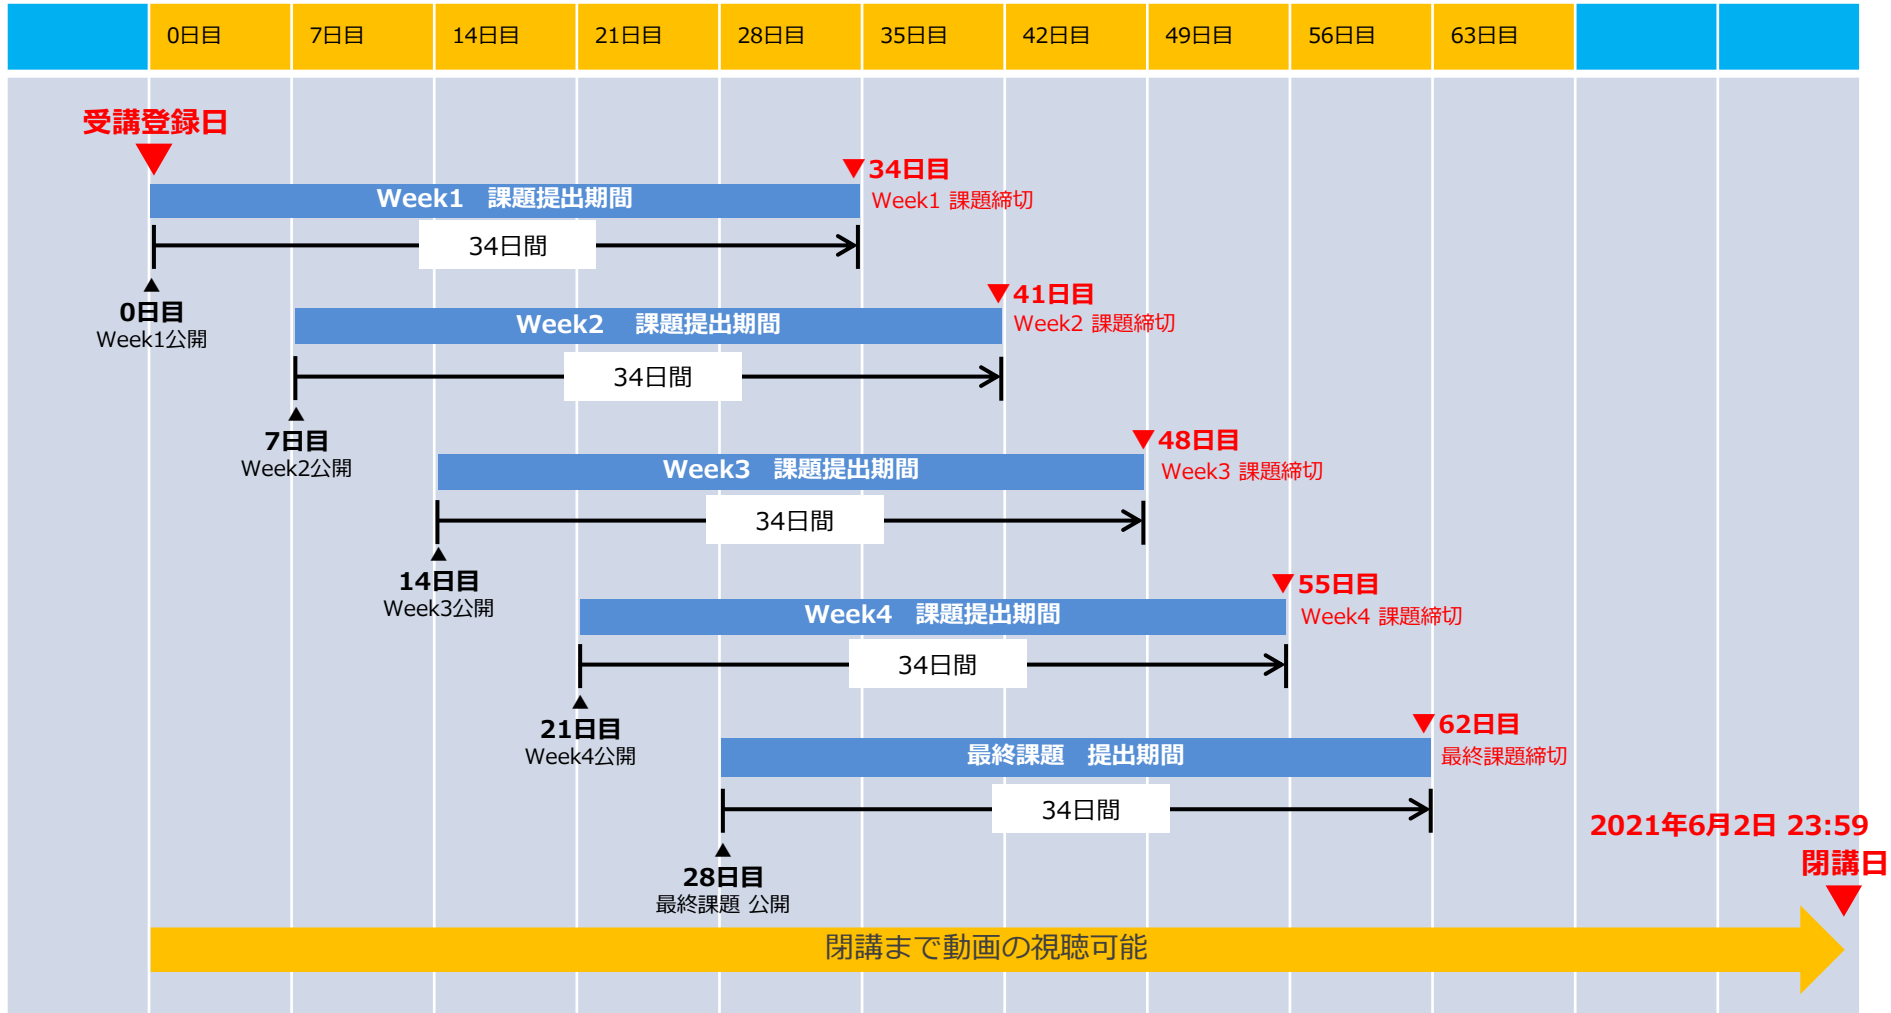 0日目 7日目 14日目 21日目 28日目 35日目 42日目 49日目 56日目 63日目
受講登録日
34日目
Week1　課題提出期間
Week1 課題締切
34日間
0日目
Week1公開
41日目
Week2　課題提出期間
Week2 課題締切
34日間
7日目
Week2公開
48日目
Week3　課題提出期間
Week3 課題締切
34日間
14日目
Week3公開
55日目
Week4　課題提出期間
Week4 課題締切
34日間
21日目
Week4公開
62日目
最終課題　提出期間
最終課題締切
34日間
28日目
最終課題 公開
2021年6月2日 23:59
閉講日
閉講まで動画の視聴可能